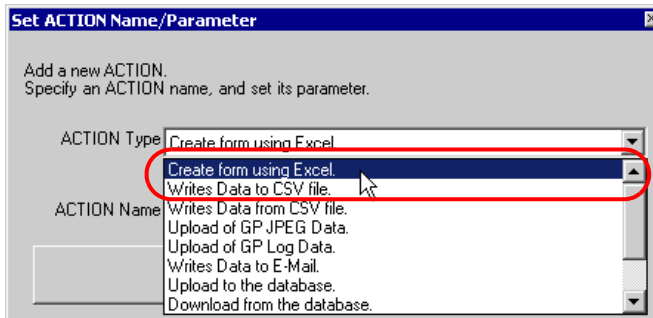 Set ACTION Name/Parameter
Add a new ACTION.
Specify an ACTION name, and set its parameter.
ACTION Type
Create form using Excel.
Create form using Excel.
Writes Data to CSV file.
ACTION Name
Writes Data from CSV file.
Upload of GP JPEG Data.
Upload of GP Log Data.
Writes Data to E-Mail.
Upload to the database.
Download from the database.